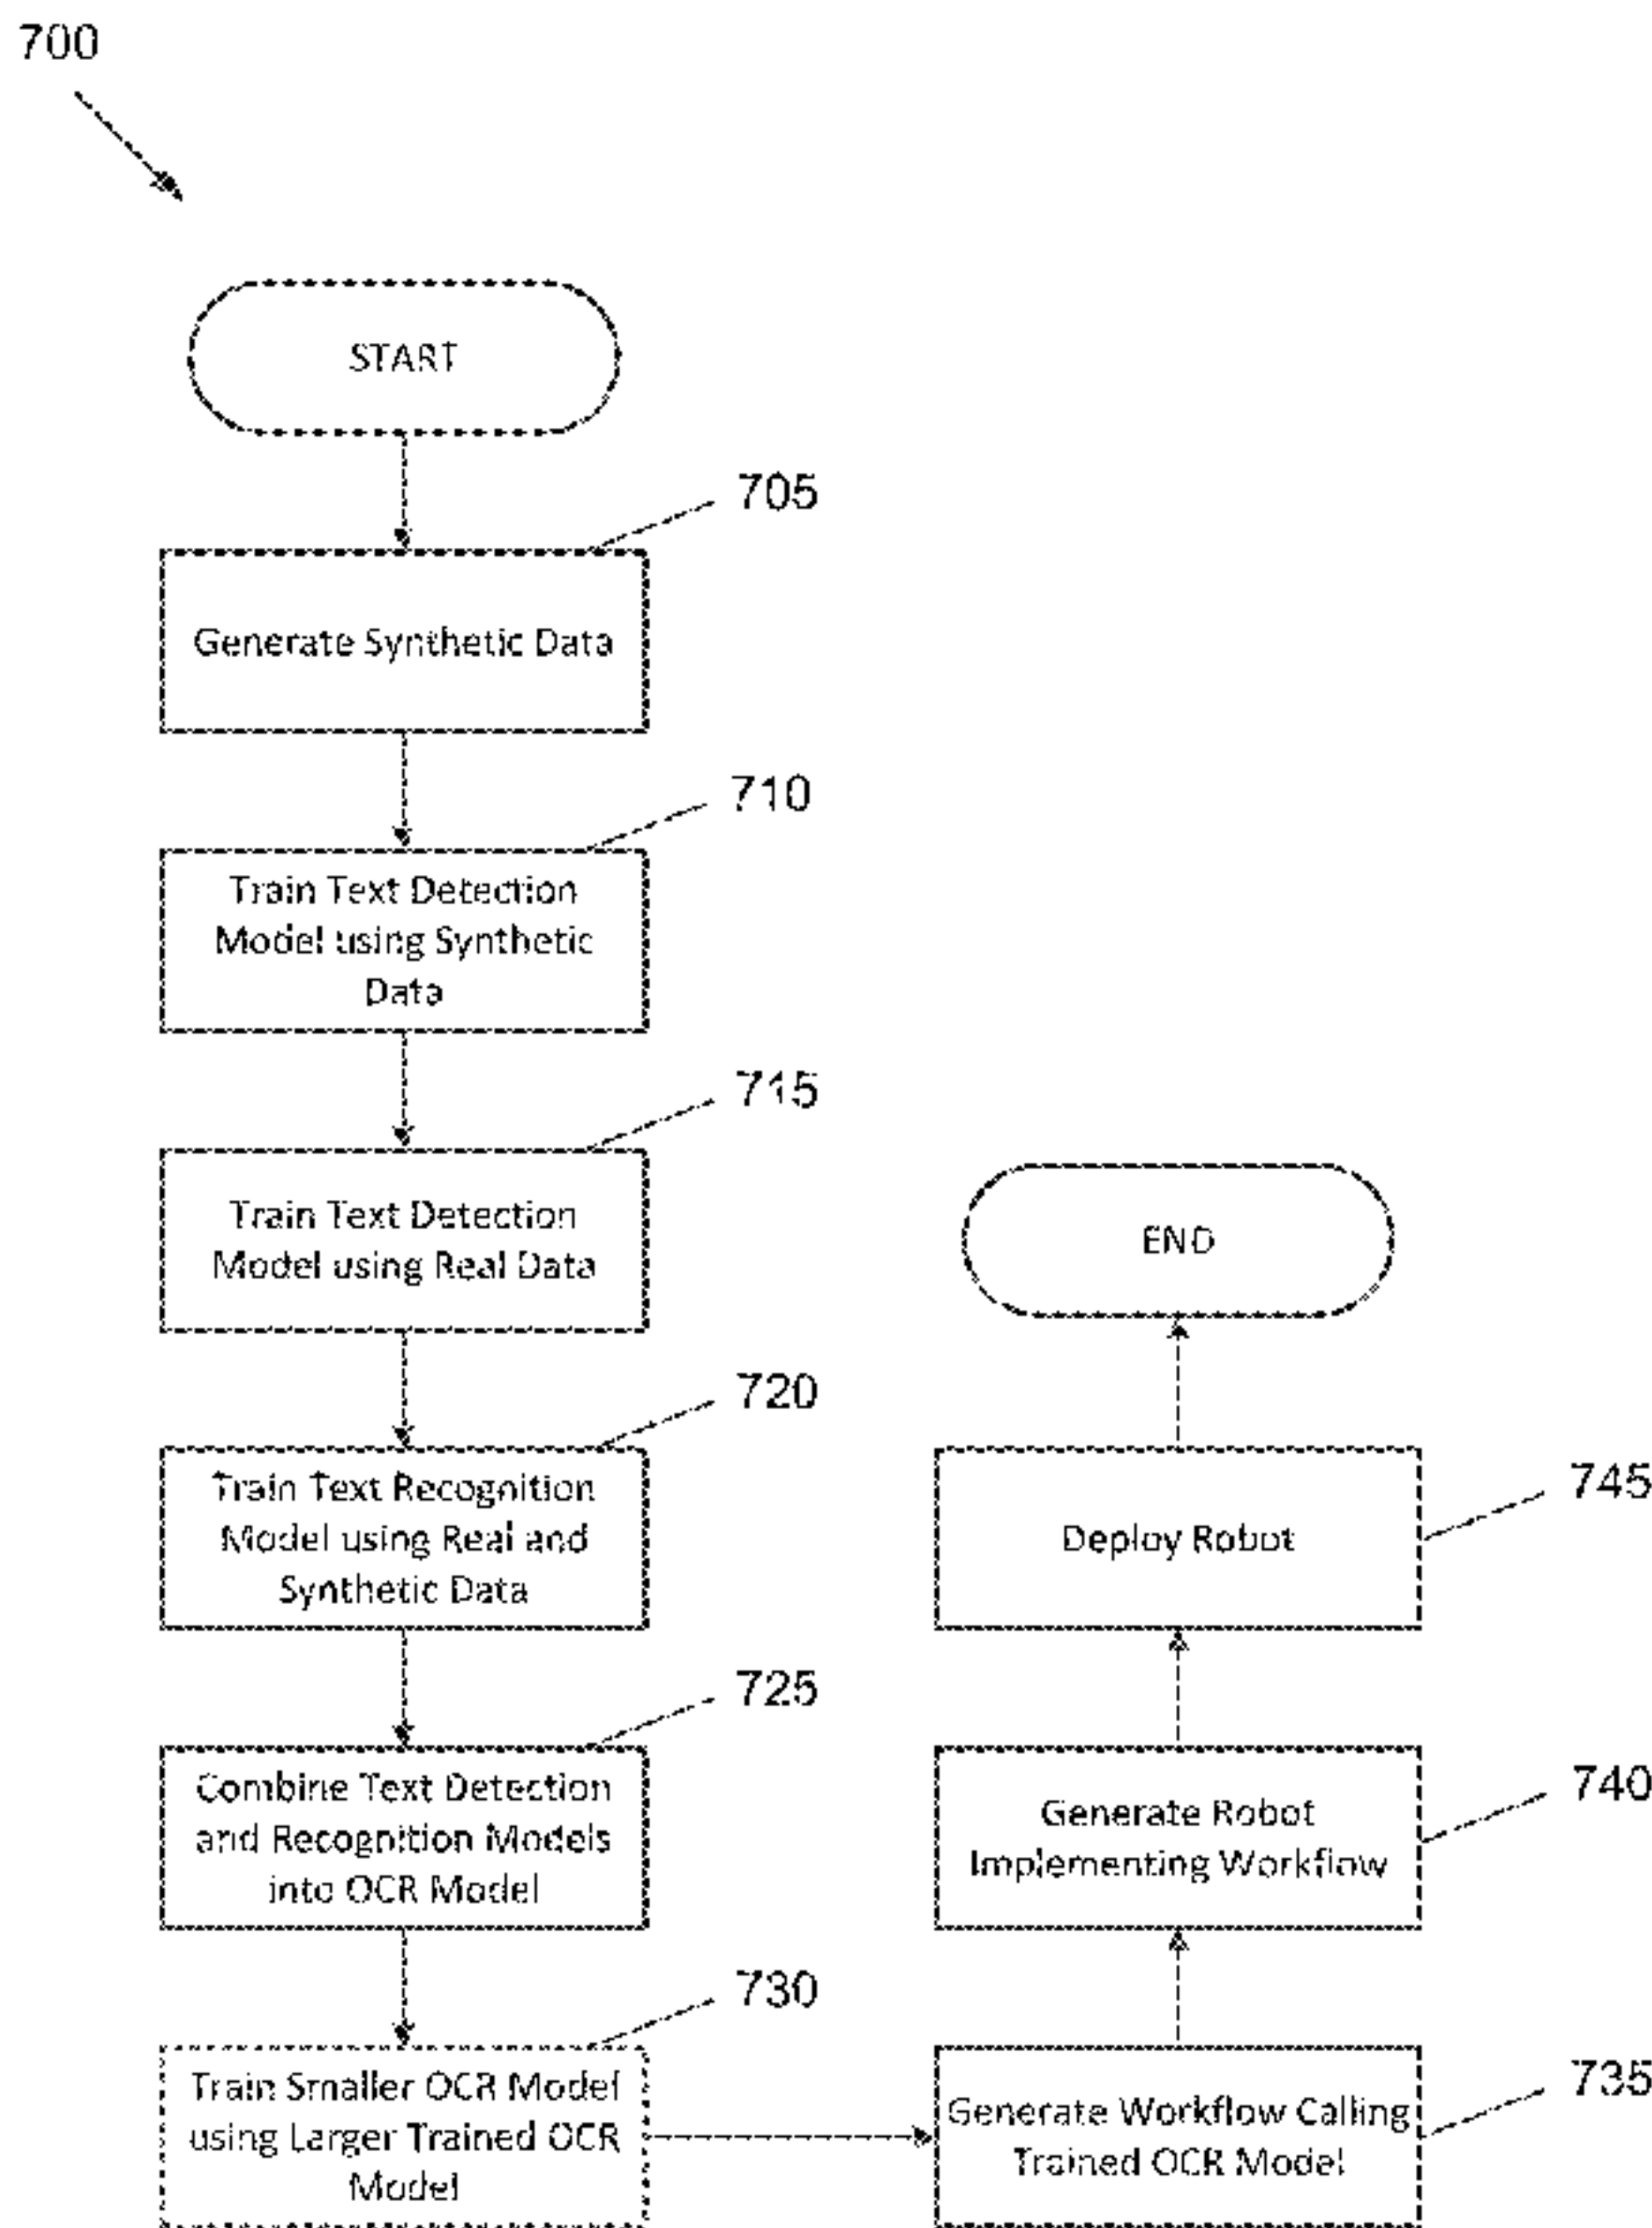 700
START
705
Generate Synthetic Data
710
Train Text Detection
Model using Synthetic
Data
715
Train Text Detection
Model using Real Data
720
Train Text Recognition
Model using Real and
Synthetic Data
725
Combine Text Detection
and Recognition Models
into OCR Model
730
Train Smaller OCR Model
using Larger Trained OCR
Model
735
Generate Workflow Calling
Trained OCR Model
740
Generate Robot
Implementing Workflow
745
Deploy Robot
END